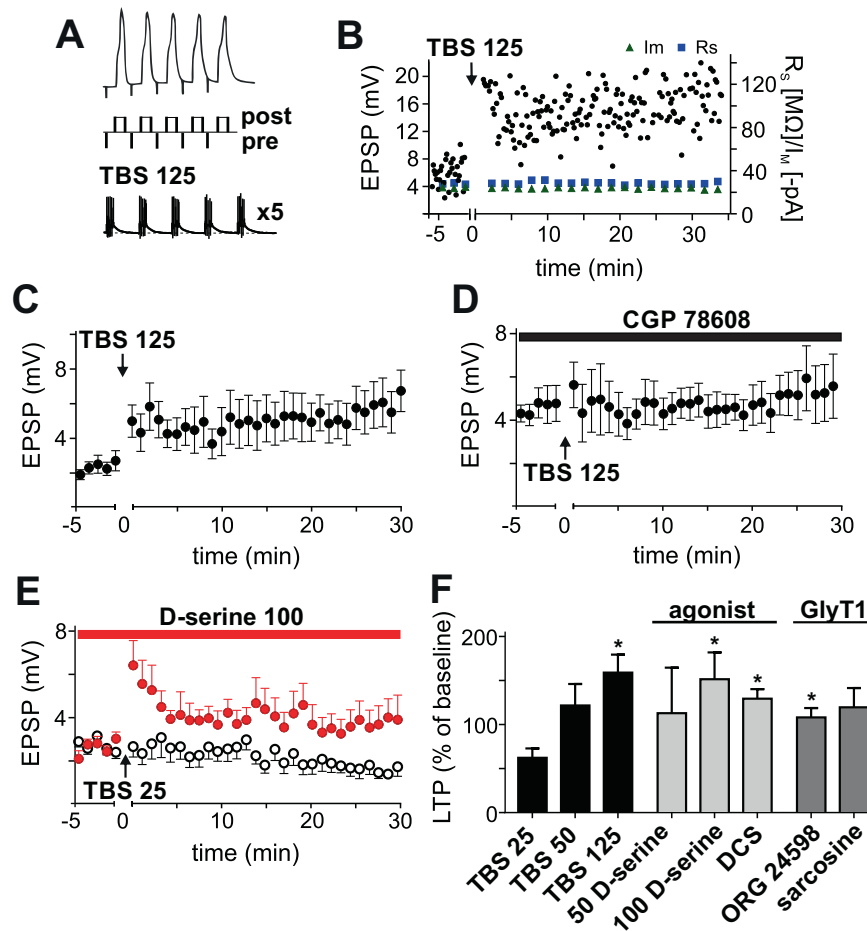 A
post
pre
TBS 125
x5
B
TBS 125
Im
Rs
EPSP (mV)
20
16
12
8
4
120
80
40
0
Rs [MΩ]/IM [-pA]
-5
0
10
20
30
time (min)
C
TBS 125
EPSP (mV)
8
4
-5
0
10
20
30
time (min)
D
CGP 78608
EPSP (mV)
8
4
TBS 125
-5
0
10
20
30
time (min)
E
D-serine 100
EPSP (mV)
8
4
TBS 25
-5
0
10
20
30
time (min)
F
agonist
GlyT1
LTP (% of baseline)
200
100
0
*
*
*
*
TBS 25
TBS 50
TBS 125
50 D-serine
100 D-serine
DCS
ORG 24598
sarcosine